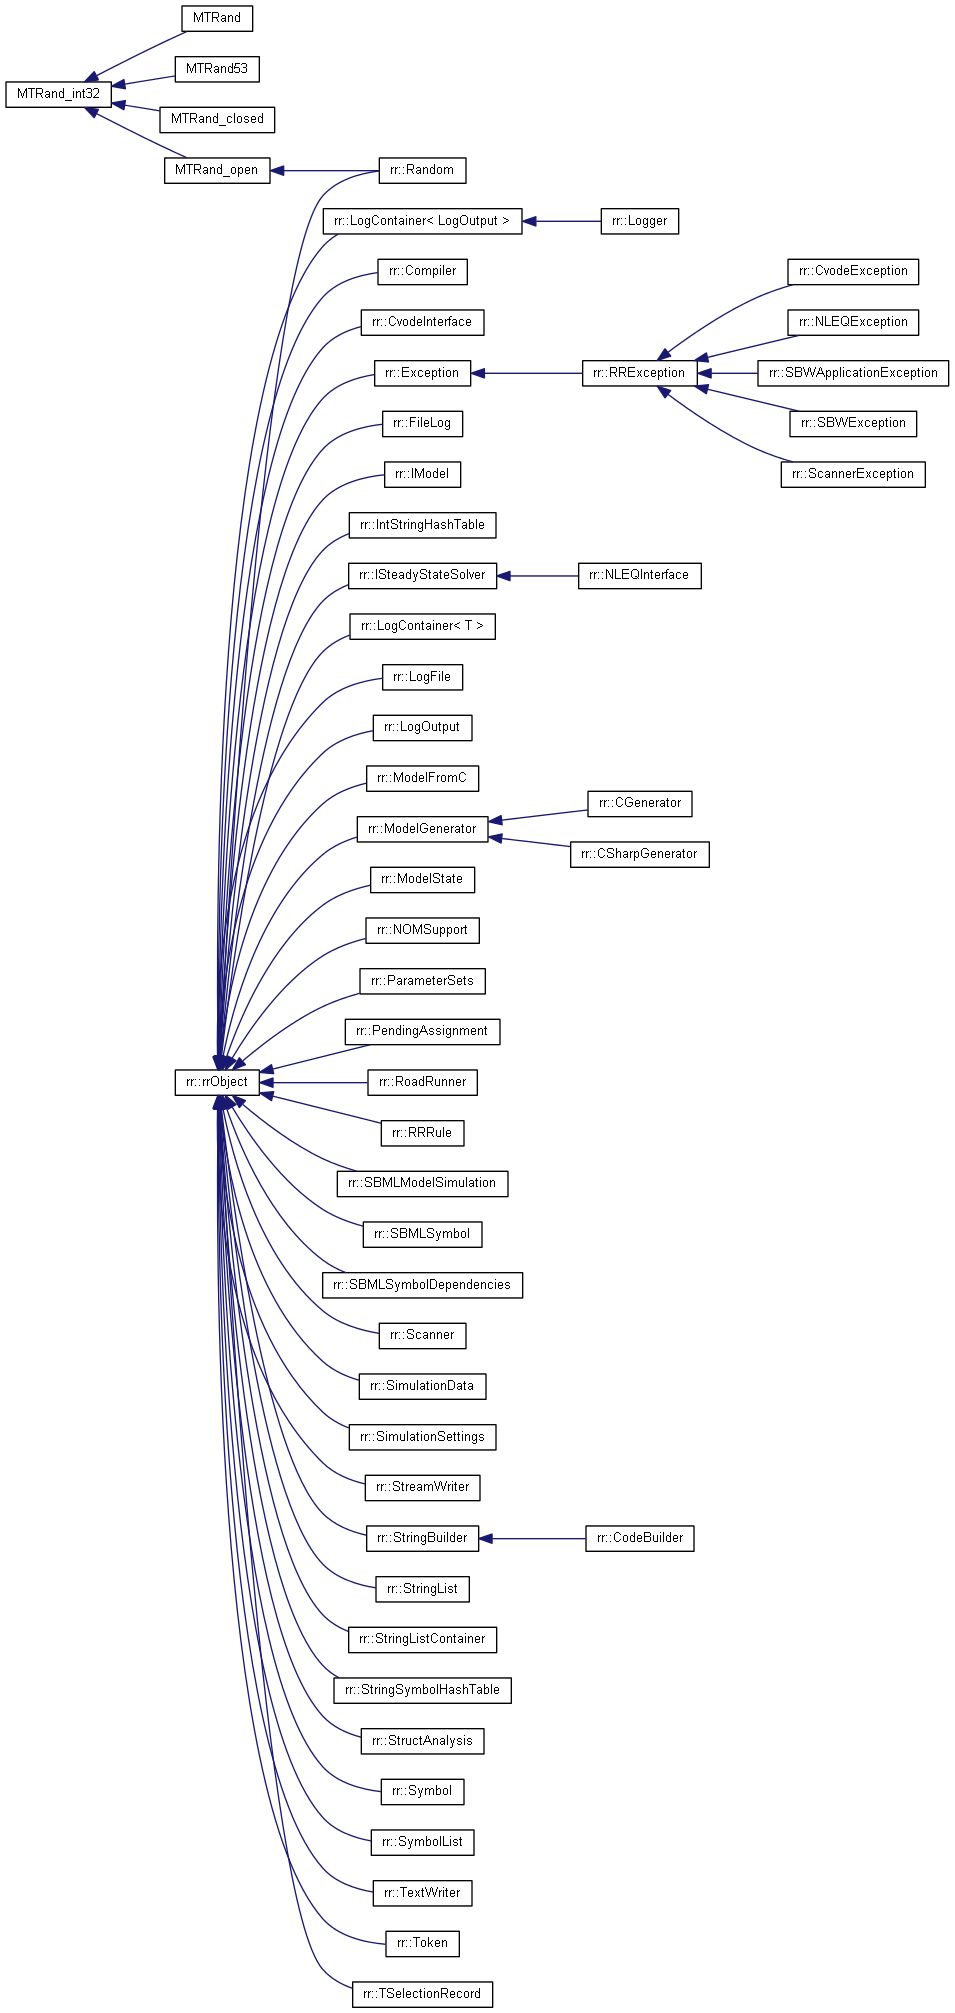 MTRand
MTRand53
MTRand_int32
MTRand_closed
MTRand_open
rr::Random
rr::LogContainer< LogOutput >
rr::Logger
rr::Compiler
rr::CvodeException
rr::CvodeInterface
rr::NLEQException
rr::Exception
rr::RRException
rr::SBWApplicationException
rr::FileLog
rr::SBWException
rr::IModel
rr::ScannerException
rr::IntStringHashTable
rr::ISteadyStateSolver
rr::NLEQInterface
rr::LogContainer< T >
rr::LogFile
rr::LogOutput
rr::ModelFromC
rr::CGenerator
rr::ModelGenerator
rr::CSharpGenerator
rr::ModelState
rr::NOMSupport
rr::ParameterSets
rr::PendingAssignment
rr::rrObject
rr::RoadRunner
rr::RRRule
rr::SBMLModelSimulation
rr::SBMLSymbol
rr::SBMLSymbolDependencies
rr::Scanner
rr::SimulationData
rr::SimulationSettings
rr::StreamWriter
rr::StringBuilder
rr::CodeBuilder
rr::StringList
rr::StringListContainer
rr::StringSymbolHashTable
rr::StructAnalysis
rr::Symbol
rr::SymbolList
rr::TextWriter
rr::Token
rr::TSelectionRecord